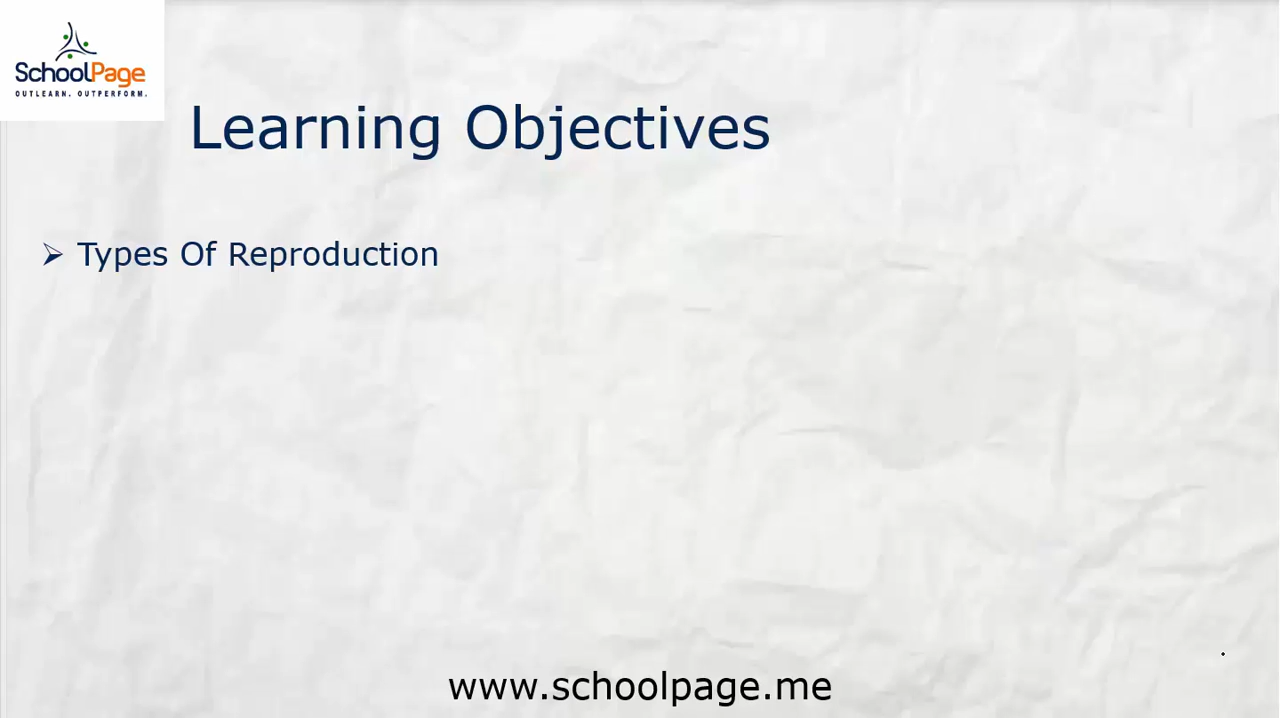 SchoolPage
OUTLEARN. OUTPERFORM.
Learning Objectives
➢ Types Of Reproduction
www.schoolpage.me